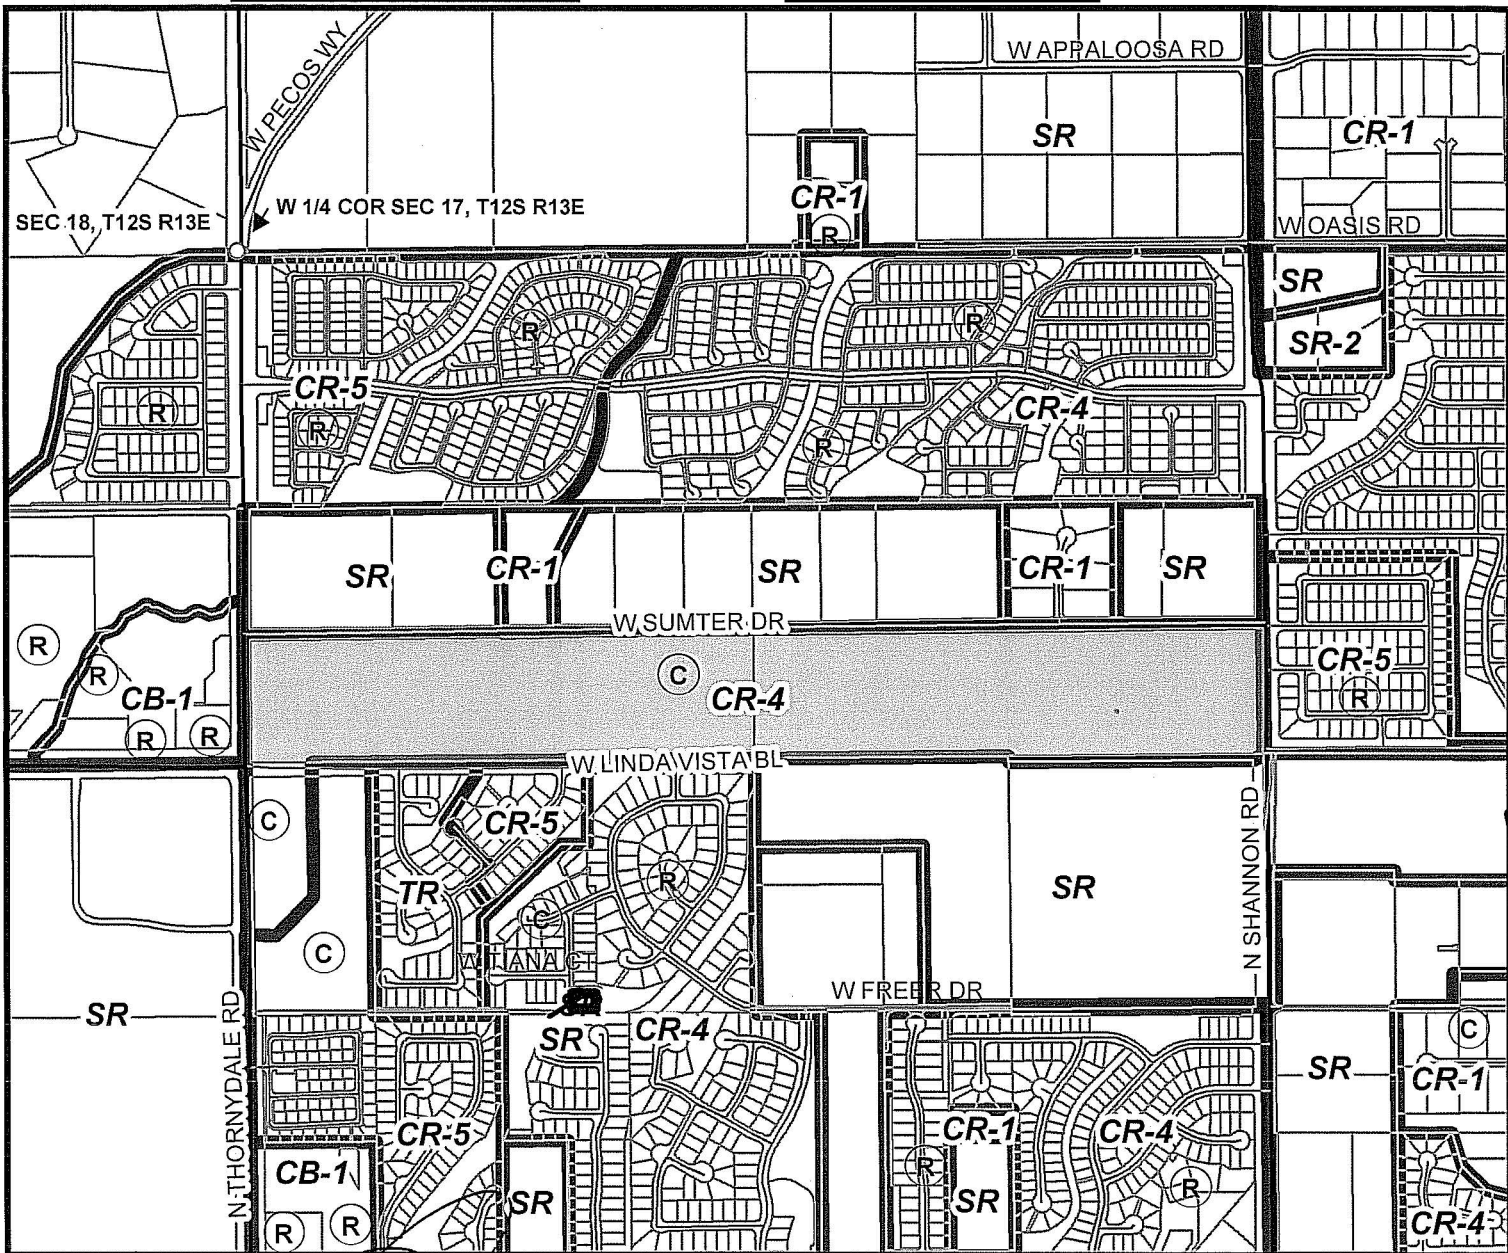 W APPALOOSA RD
W PECOS WY
SR
CR-1
CR-1
R
W 1/4 COR SEC 17, T12S R13E
SEC 18, T12S R13E
W OASIS RD
SR
SR-2
R
R
CR-5
CR-4
R
R
R
SR
CR-1
SR
CR-1
SR
W SUMTER DR
R
R
CB-1
R
R
C
CR-4
CR-5
R
W LINDA VISTA BL
C
CR-5
TR
R
SR
C
C
W TIANA CT
N SHANNON RD
W FREER DR
SR
N THORNYDALE RD
SR
CR-4
SR
C
CR-1
CR-5
CR-1
CR-4
CB-1
R
R
SR
R
SR
R
CR-4